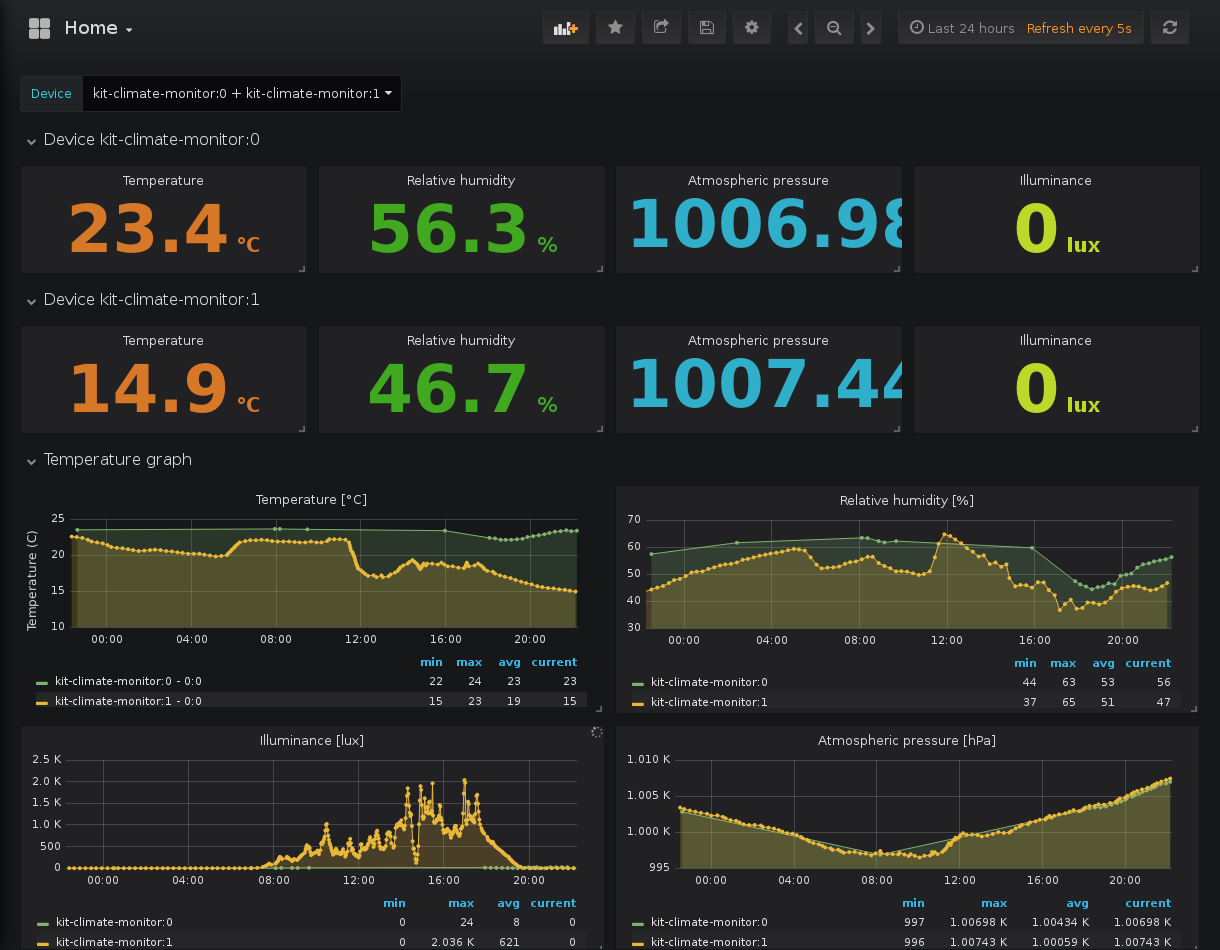 Home
Last 24 hours Refresh every 5s
Device kit-climate-monitor:0 + kit-climate-monitor:1
Device kit-climate-monitor:0
Temperature Relative humidity Atmospheric pressure Illuminance
23.4 °C 56.3 % 1006.98 0 lux
Device kit-climate-monitor:1
Temperature Relative humidity Atmospheric pressure Illuminance
14.9 °C 46.7 % 1007.44 0 lux
Temperature graph
Temperature [°C]
Temperature (C)
25
20
15
10
00:00 04:00 08:00 12:00 16:00 20:00
min max avg current
kit-climate-monitor:0 - 0:0 22 24 23 23
kit-climate-monitor:1 - 0:0 15 23 19 15
Relative humidity [%]
70
60
50
40
30
00:00 04:00 08:00 12:00 16:00 20:00
min max avg current
kit-climate-monitor:0 44 63 53 56
kit-climate-monitor:1 37 65 51 47
Illuminance [lux]
2.5 K
2.0 K
1.5 K
1.0 K
500
0
00:00 04:00 08:00 12:00 16:00 20:00
min max avg current
kit-climate-monitor:0 0 24 8 0
kit-climate-monitor:1 0 2.036 K 621 0
Atmospheric pressure [hPa]
1.010 K
1.005 K
1.000 K
995
00:00 04:00 08:00 12:00 16:00 20:00
min max avg current
kit-climate-monitor:0 997 1.00698 K 1.00434 K 1.00698 K
kit-climate-monitor:1 996 1.00743 K 1.00059 K 1.00743 K